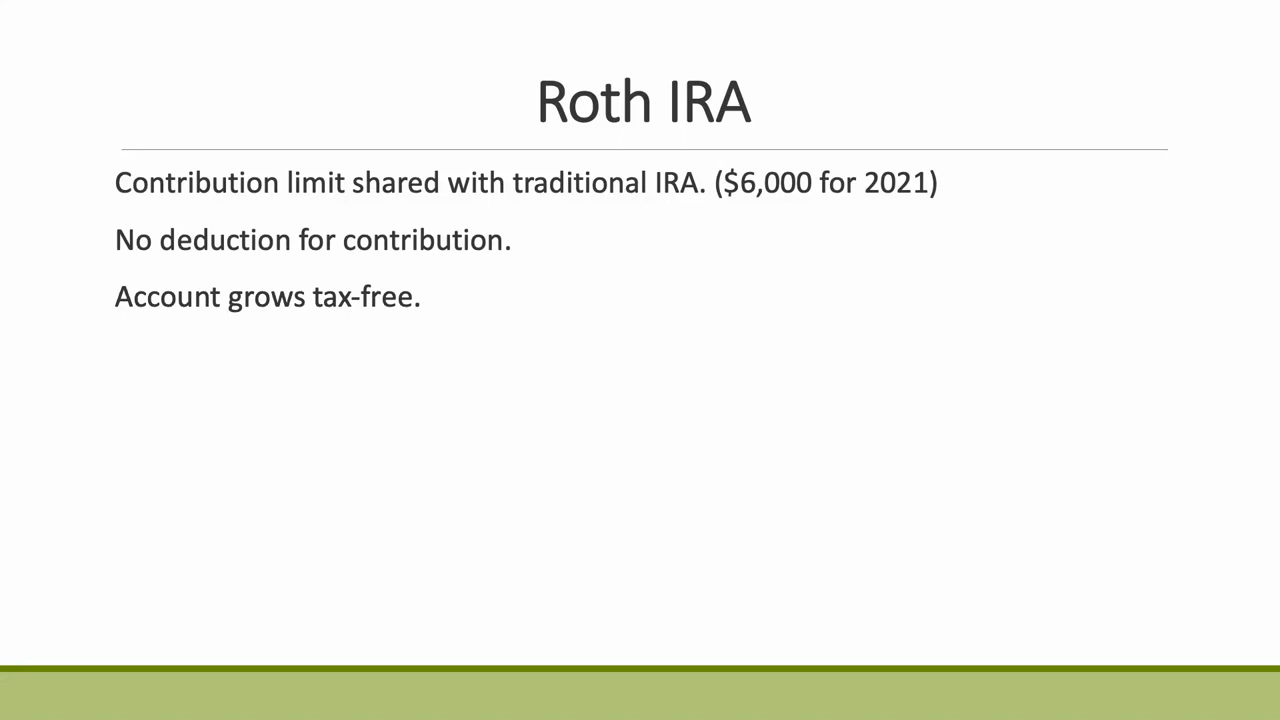 Roth IRA
Contribution limit shared with traditional IRA. ($6,000 for 2021)
No deduction for contribution.
Account grows tax-free.